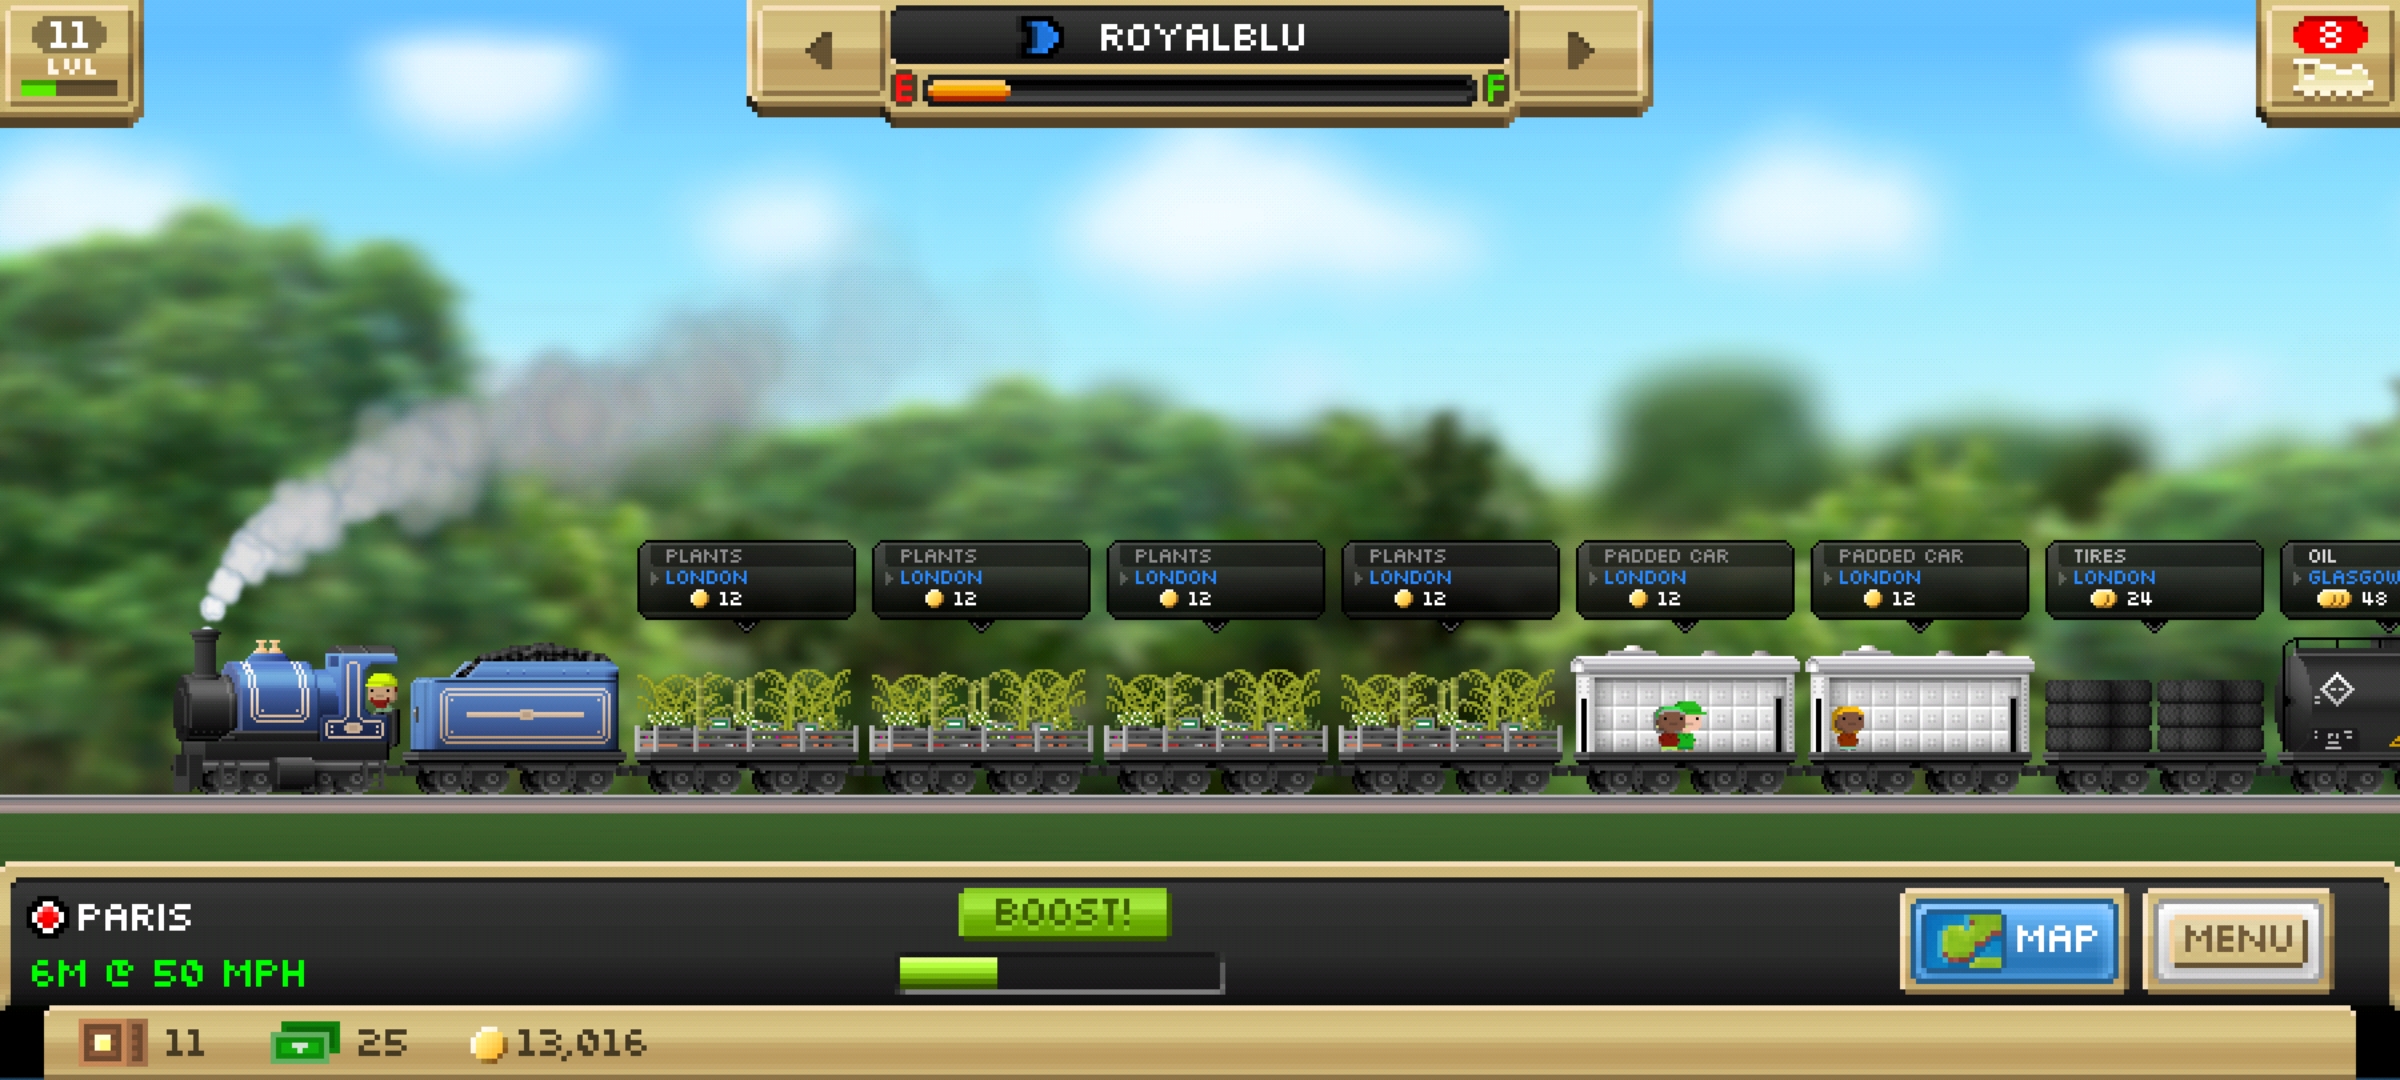 11
LVL
ROYALBLU
E
F
8
PLANTS
LONDON
12
PLANTS
LONDON
12
PLANTS
LONDON
12
PLANTS
LONDON
12
PADDED CAR
LONDON
12
PADDED CAR
LONDON
12
TIRES
LONDON
24
OIL
GLASGOW
48
PARIS
6M @ 50 MPH
BOOST!
MAP
MENU
11
25
13,016